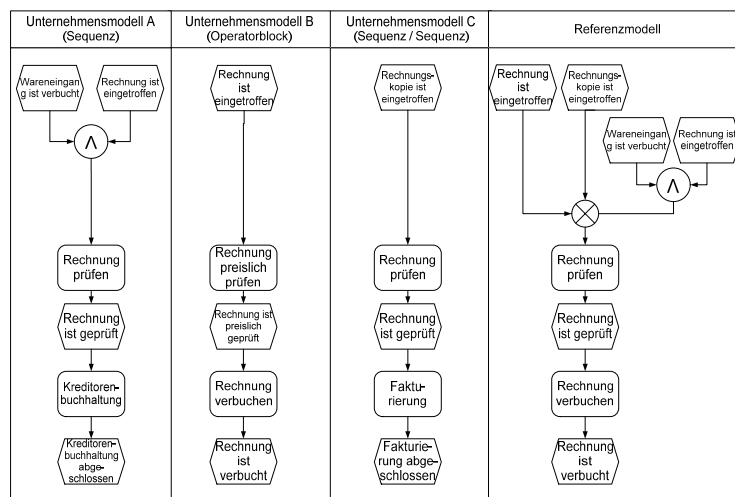 Unternehmensmodell A
(Sequenz)
Unternehmensmodell B
(Operatorblock)
Unternehmensmodell C
(Sequenz / Sequenz)
Referenzmodell
Wareneingan
g ist verbucht
Rechnung ist
eingetroffen
Λ
Rechnung
prüfen
Rechnung
ist geprüft
Kreditoren-
buchhaltung
Kreditoren-
buchhaltung
abge-
schlossen
Rechnung
ist
eingetroffen
Rechnung
preislich
prüfen
Rechnung ist
preislich
geprüft
Rechnung
verbuchen
Rechnung
ist
verbucht
Rechnungs-
kopie ist
eingetroffen
Rechnung
prüfen
Rechnung
ist geprüft
Faktu-
rierung
Fakturie-
rung abge-
schlossen
Rechnung
ist
eingetroffen
Rechnungs-
kopie ist
eingetroffen
Wareneingan
g ist verbucht
Rechnung ist
eingetroffen
Λ
Rechnung
prüfen
Rechnung
ist geprüft
Rechnung
verbuchen
Rechnung
ist
verbucht